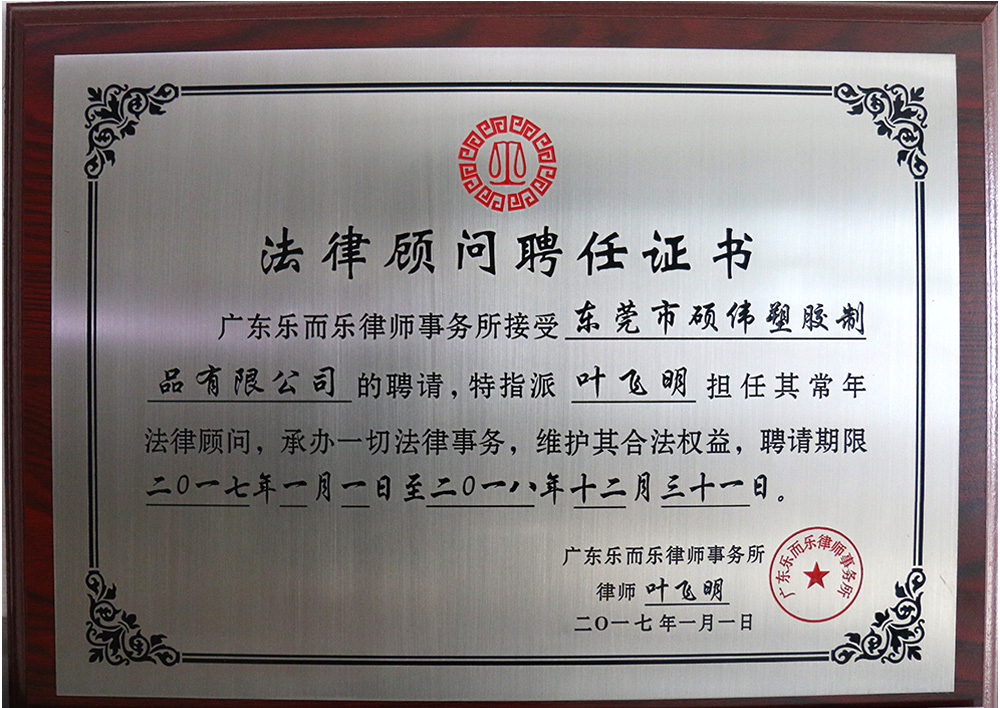 法律顾问聘任证书
广东乐而乐律师事务所接受 东莞市硕伟塑胶制
品有限公司 的聘请，特指派 叶飞明 担任其常年
法律顾问，承办一切法律事务，维护其合法权益，聘请期限
二〇一七年一月一日至二〇一八年十二月三十一日。
广东乐而乐律师事务所
律师 叶飞明
二〇一七年一月一日
广东乐而乐律师事务所